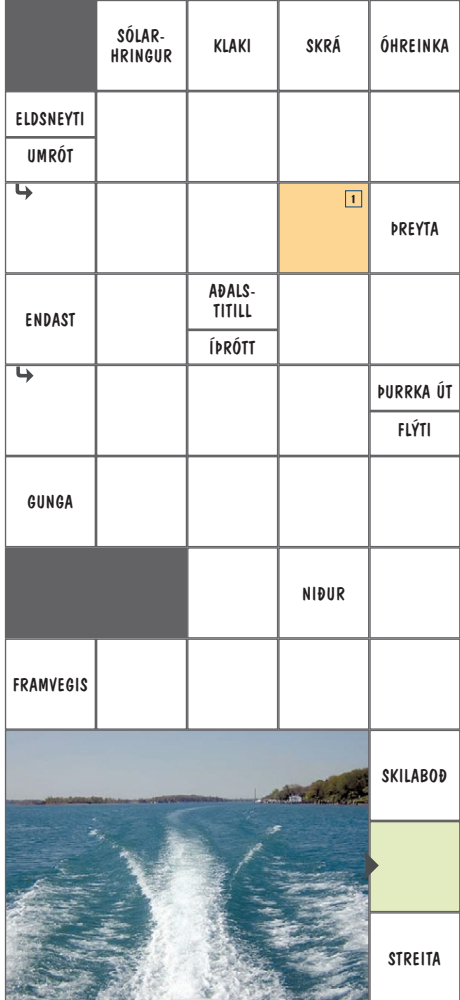 SÓLAR-
HRINGUR
KLAKI
SKRÁ
ÓHREINKA
ELDSNEYTI
UMRÓT
1
ÞREYTA
ENDAST
AÐALS-
TITILL
ÍÞRÓTT
ÞURRKA ÚT
FLÝTI
GUNGA
NIÐUR
FRAMVEGIS
SKILABOÐ
STREITA